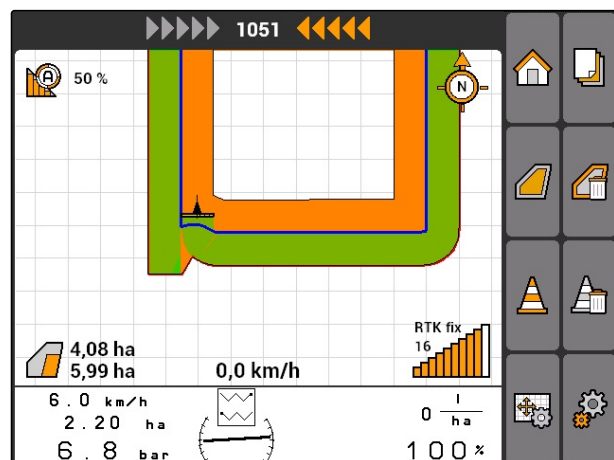 1051
A
50 %
N
RTK fix
16
4,08 ha
5,99 ha
0,0 km/h
6.0 km/h
2.20 ha
6.8 bar
0 l/ha
100%